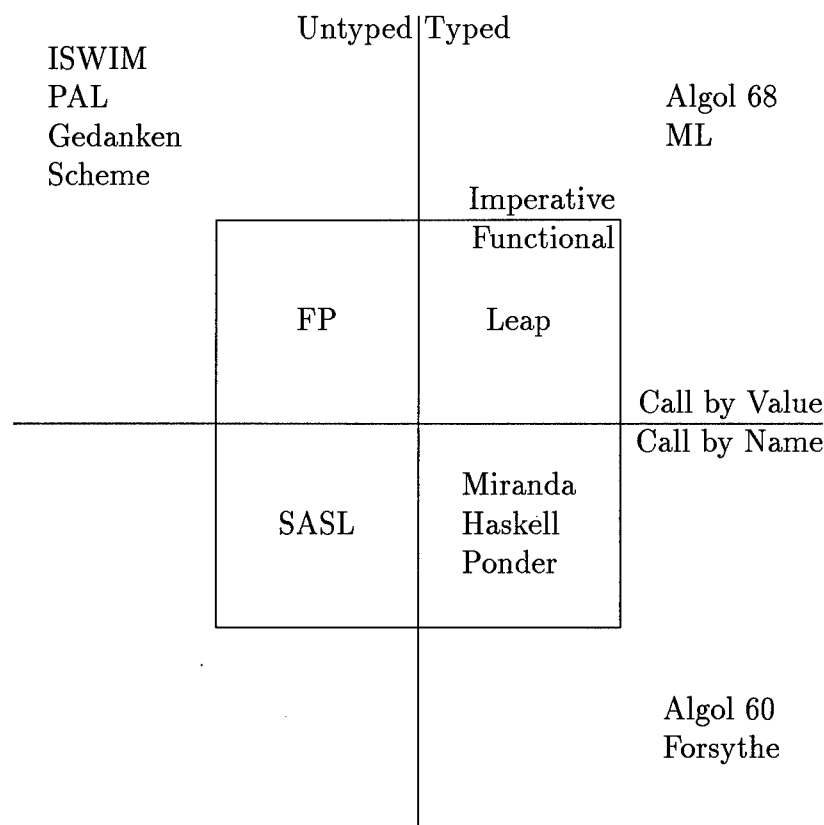 Untyped Typed
ISWIM
PAL
Gedanken
Scheme
Algol 68
ML
Imperative
Functional
FP
Leap
Call by Value
Call by Name
SASL
Miranda
Haskell
Ponder
Algol 60
Forsythe